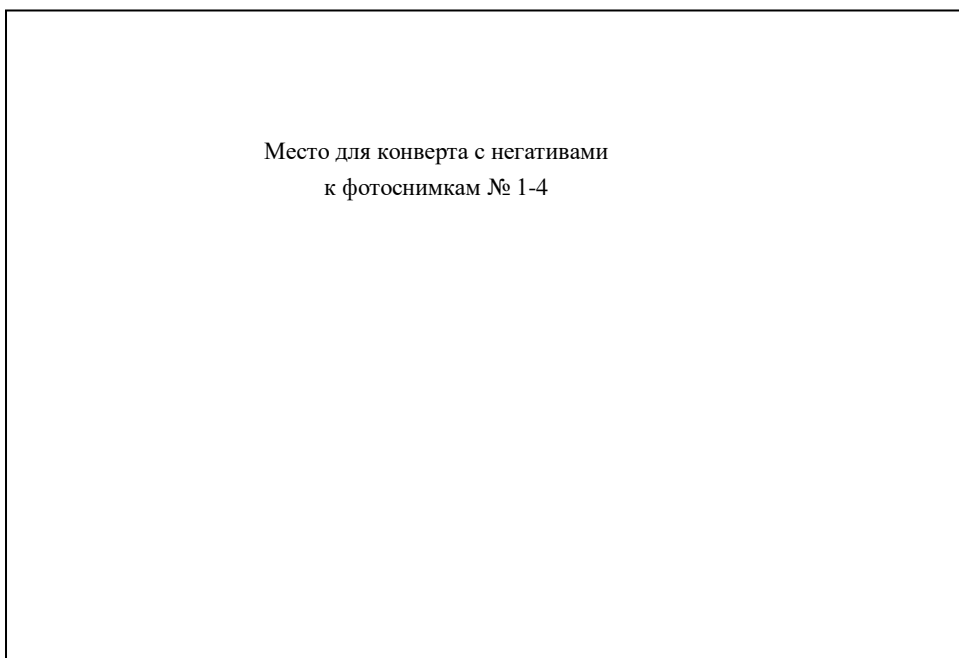 Место для конверта с негативами
к фотоснимкам № 1-4